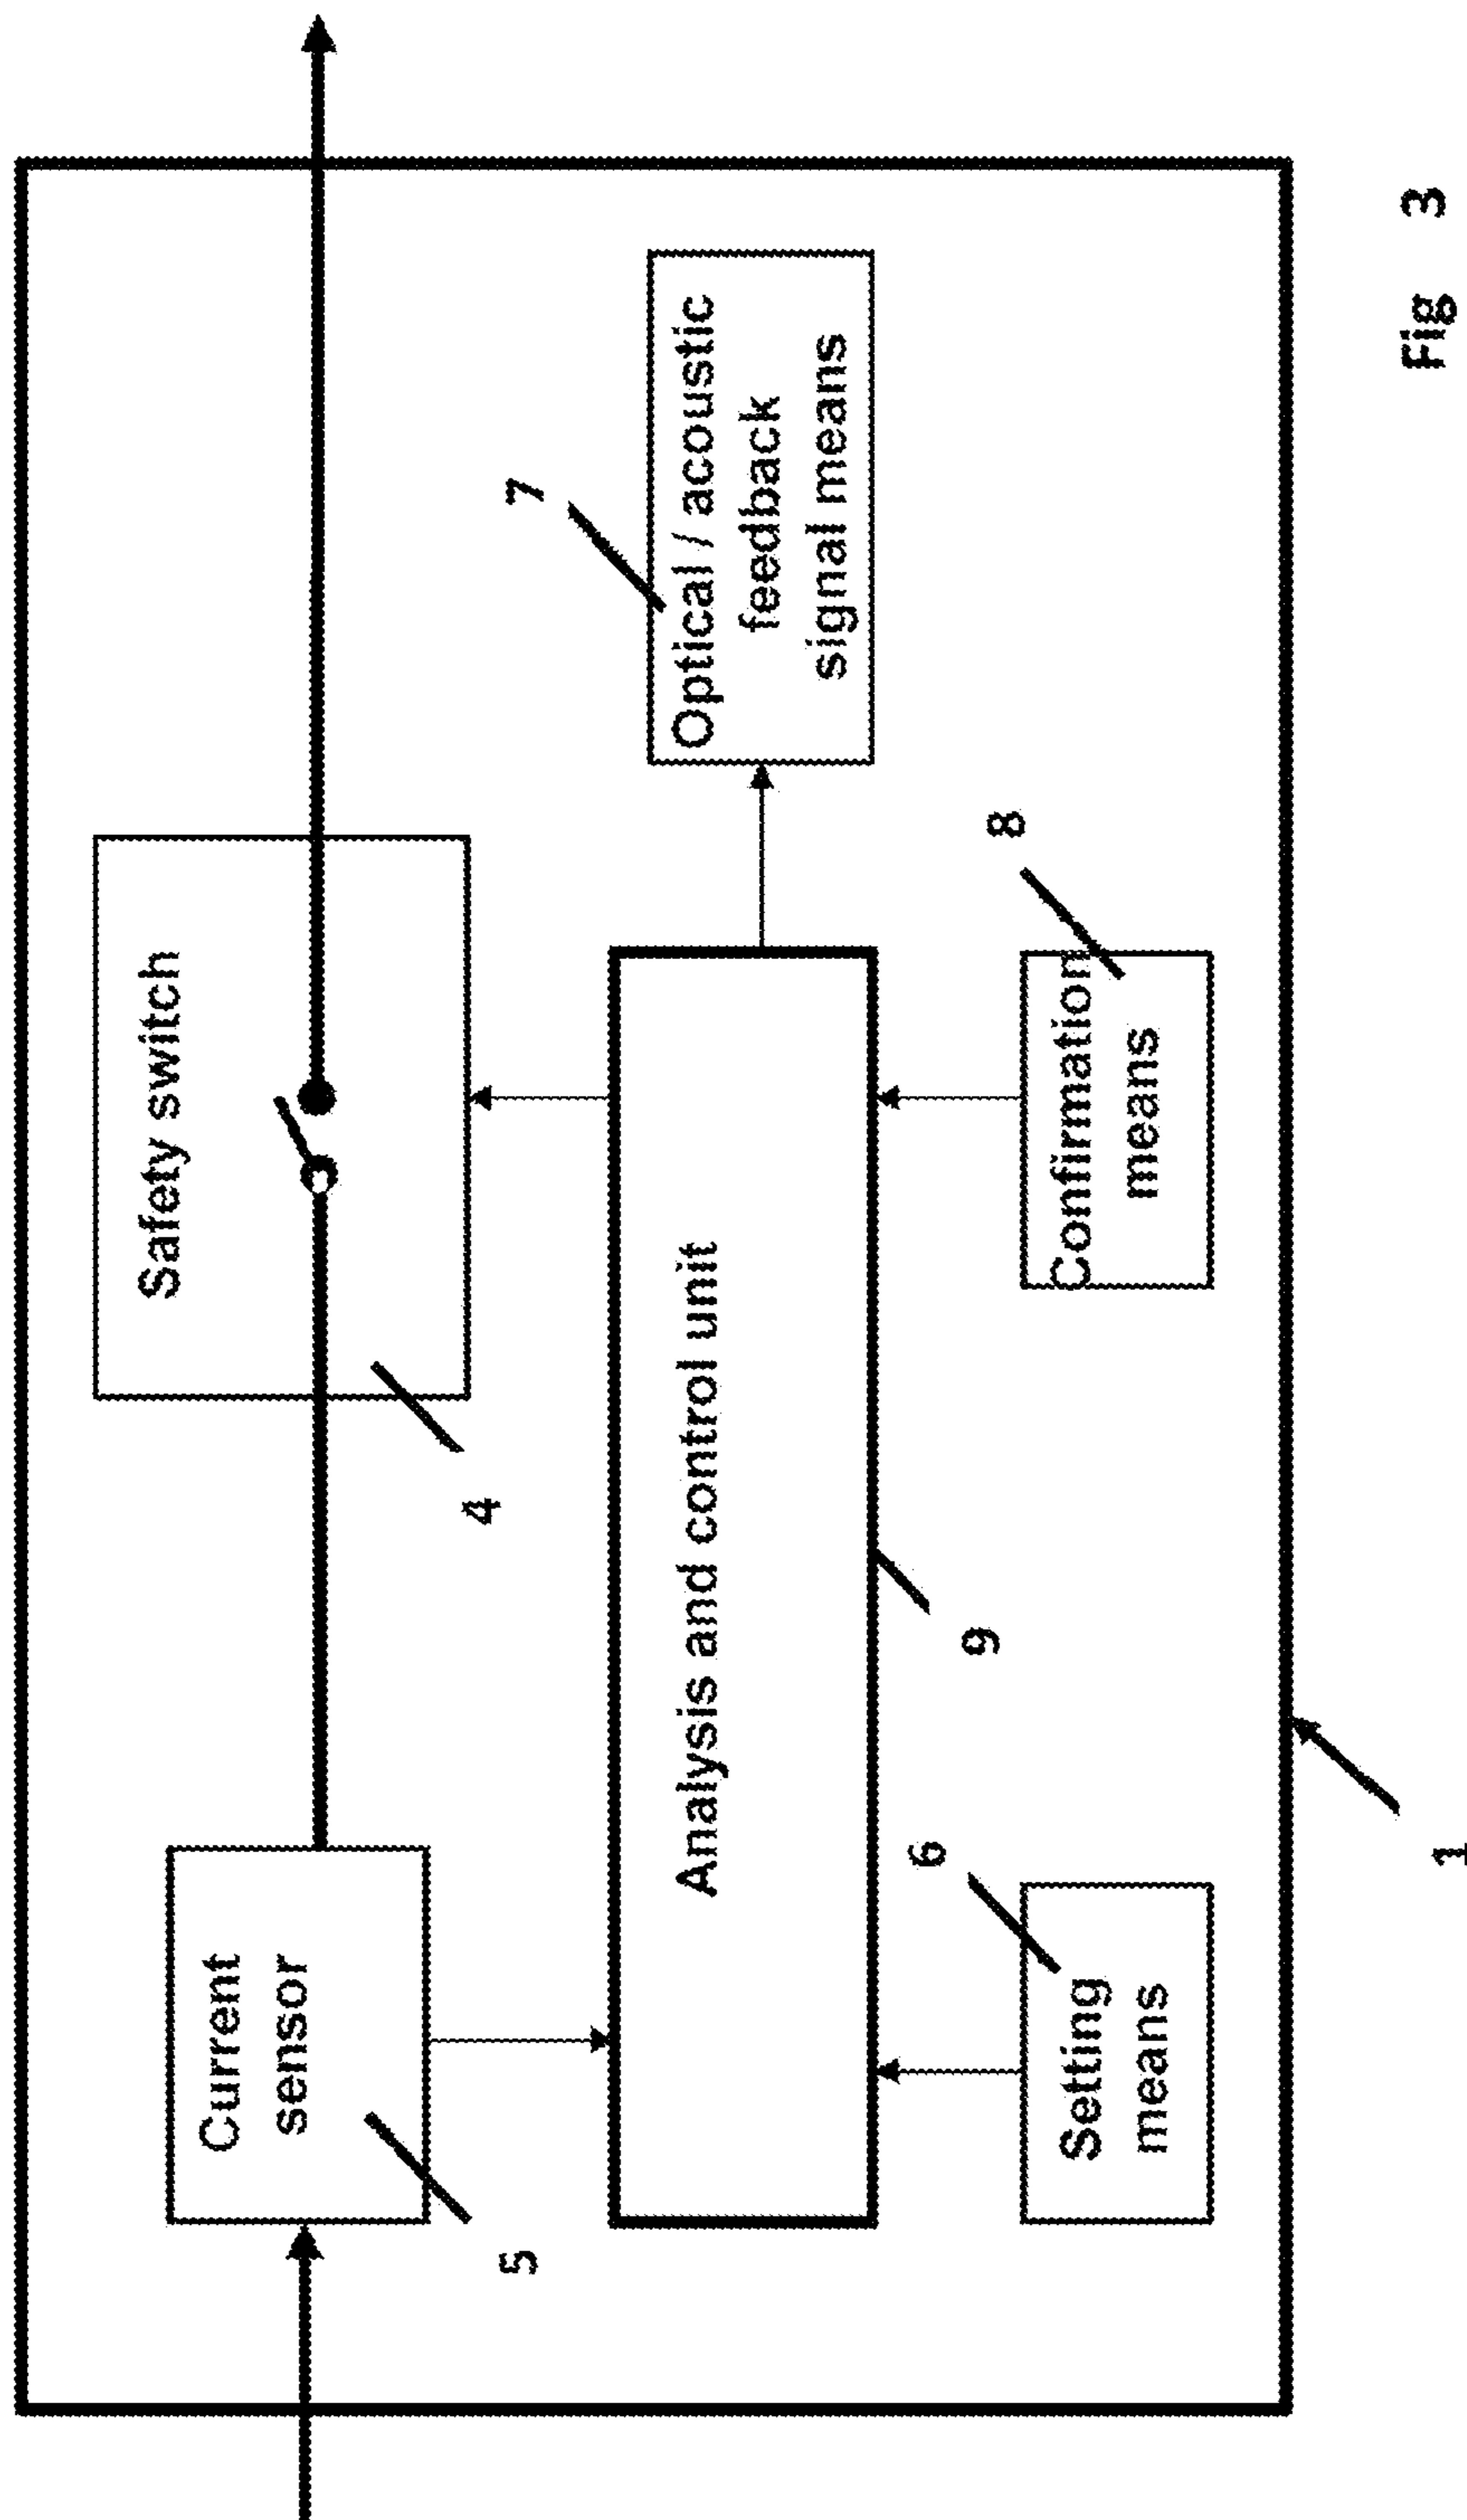 Safety switch
Current
sensor
4
5
7
Optical / acoustic
feedback
signal means
Analysis and control unit
6
9
8
Setting
means
Confirmation
means
1
Fig 3